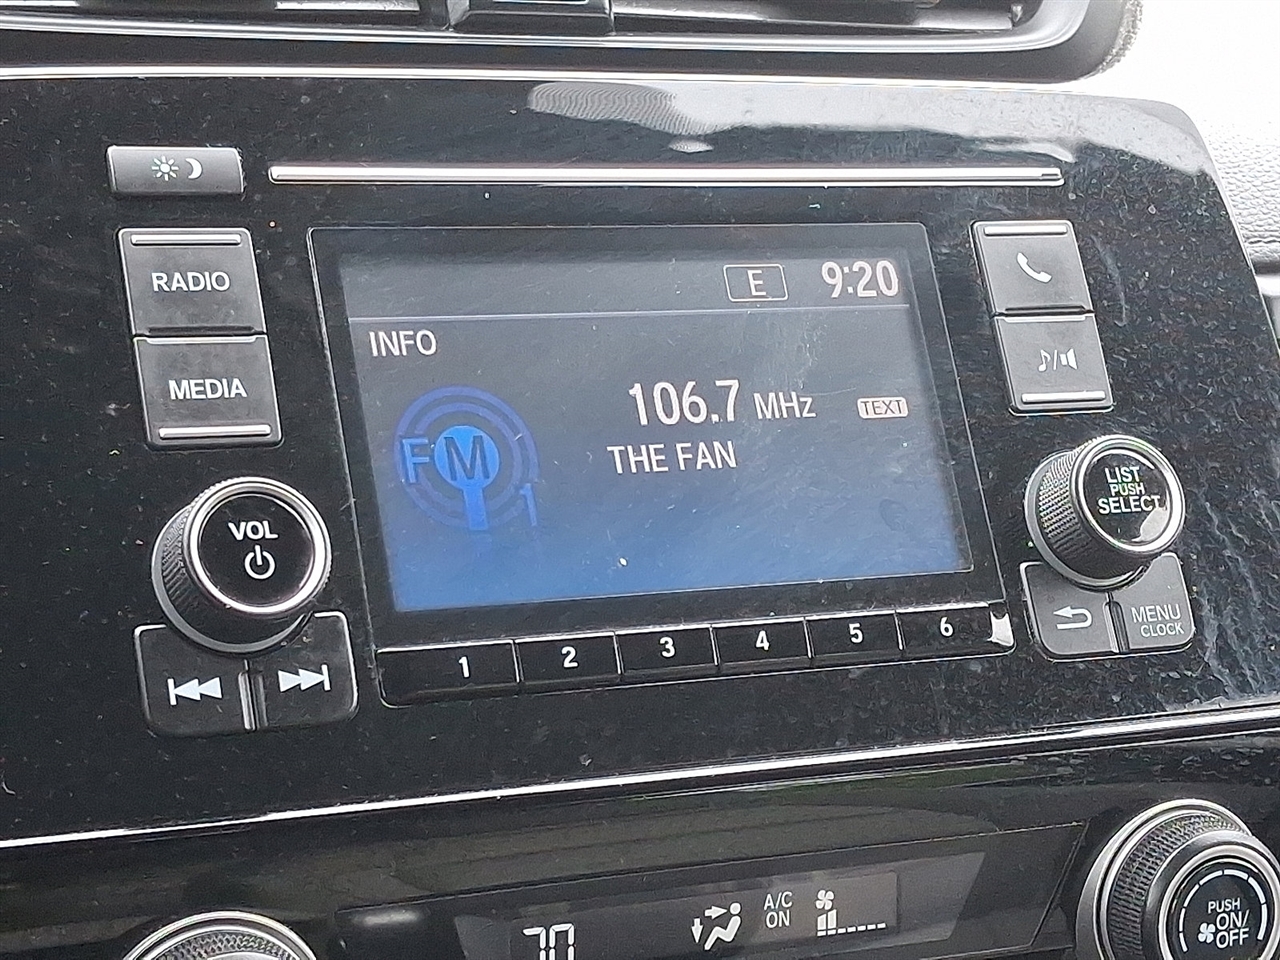 E 9:20
RADIO
INFO
MEDIA
106.7 MHz
TEXT
THE FAN
FM
1
VOL
LIST
PUSH
SELECT
MENU
CLOCK
1 2 3 4 5 6
70
A/C
ON
PUSH
ON/
OFF